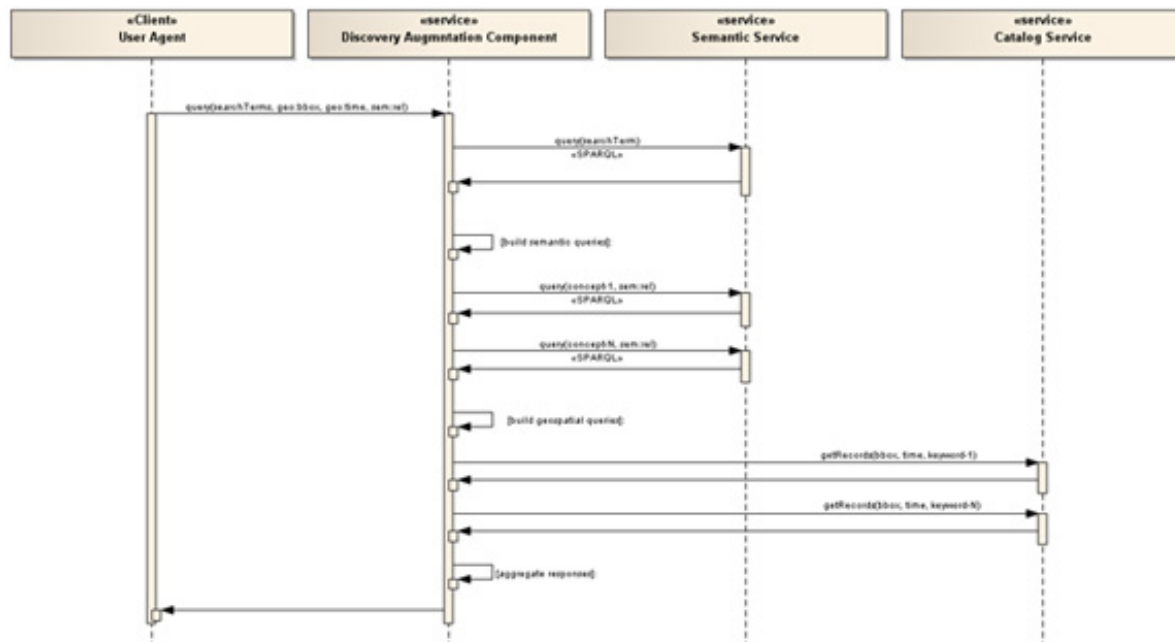 «Client»
User Agent
«service»
Discovery Augmntation Component
«service»
Semantic Service
«service»
Catalog Service
query(searchTerms, geo:bbox, geo:time, sem:rel)
query(searchTerm)
«SPARQL»
[build semantic queries]:
query(concept-1, sem:rel)
«SPARQL»
query(concept-N, sem:rel)
«SPARQL»
[build geospatial queries]:
getRecords(bbox, time, keyword-1)
getRecords(bbox, time, keyword-N)
[aggregate responses]: